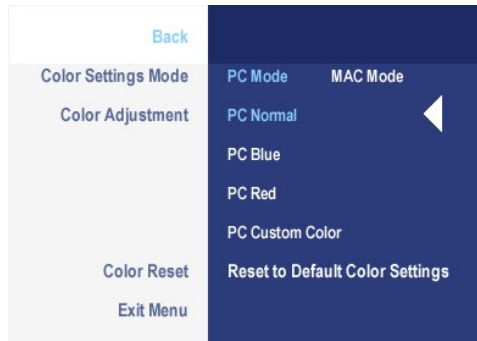 Back
Color Settings Mode PC Mode MAC Mode
Color Adjustment PC Normal
PC Blue
PC Red
PC Custom Color
Color Reset Reset to Default Color Settings
Exit Menu